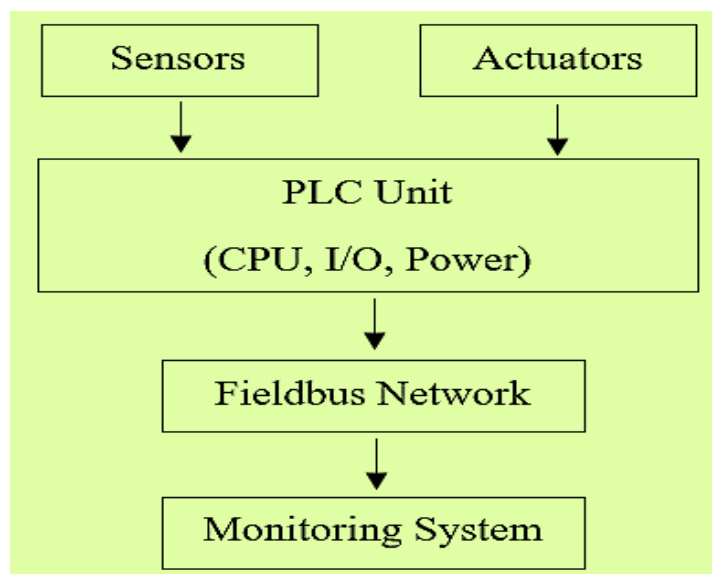 Sensors
Actuators
PLC Unit
(CPU, I/O, Power)
Fieldbus Network
Monitoring System